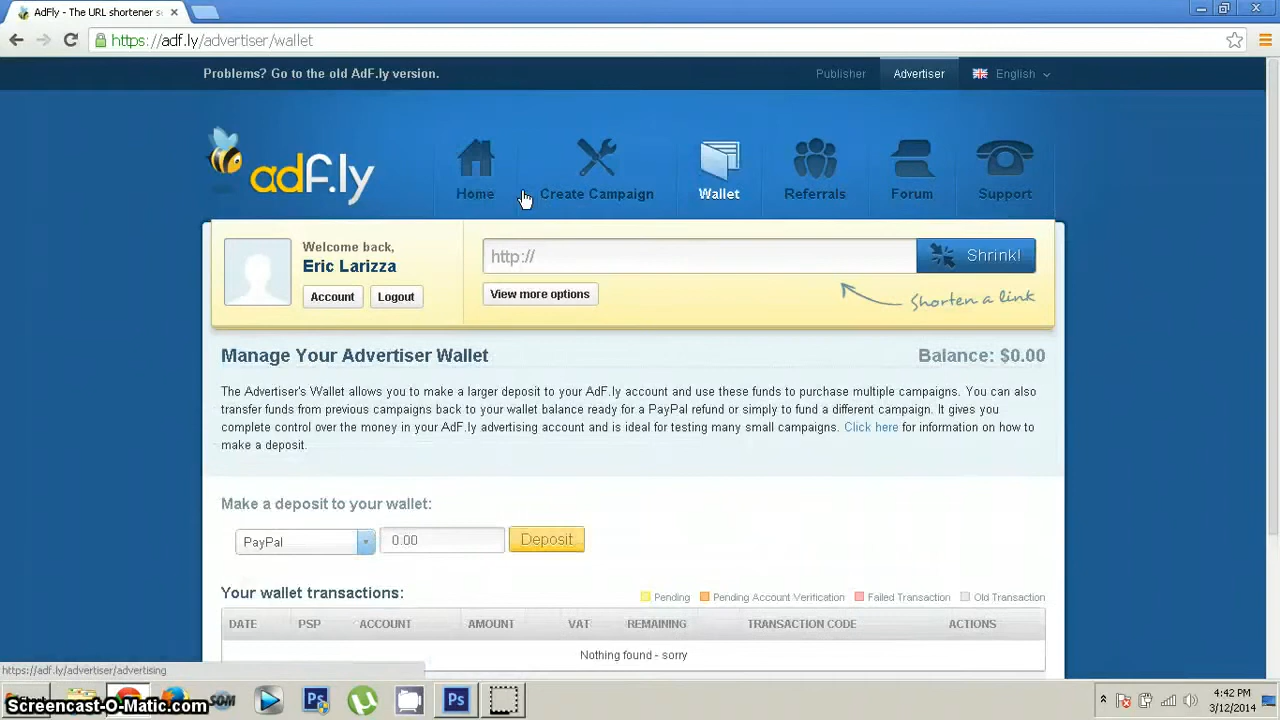 AdFly - The URL shortener s
https://adf.ly/advertiser/wallet
Problems? Go to the old AdF.ly version.
Publisher
Advertiser
English
adf.ly
Home
Create Campaign
Wallet
Referrals
Forum
Support
Welcome back,
Eric Larizza
Account
Logout
http://
Shrink!
View more options
Shorten a link
Manage Your Advertiser Wallet
Balance: $0.00
The Advertiser's Wallet allows you to make a larger deposit to your AdF.ly account and use these funds to purchase multiple campaigns. You can also
transfer funds from previous campaigns back to your wallet balance ready for a PayPal refund or simply to fund a different campaign. It gives you
complete control over the money in your AdF.ly advertising account and is ideal for testing many small campaigns. Click here for information on how to
make a deposit.
Make a deposit to your wallet:
PayPal
0.00
Deposit
Your wallet transactions:
Pending
Pending Account Verification
Failed Transaction
Old Transaction
DATE PSP ACCOUNT AMOUNT VAT REMAINING TRANSACTION CODE ACTIONS
Nothing found - sorry
https://adf.ly/advertiser/advertising
SOM
Ps
Ps
4:42 PM
3/12/2014
Screencast-O-Matic.com